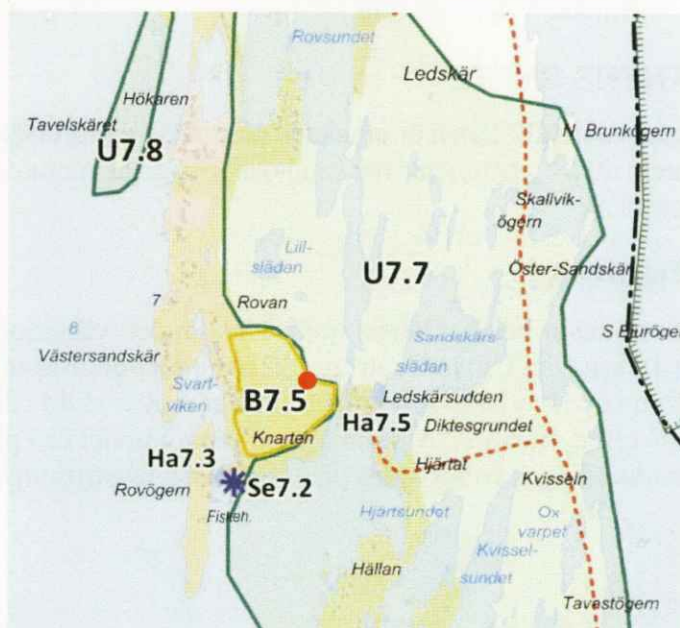 Rovsundet
Ledskär
Hökaren
Tavelskäret
U7.8
N Brunkögern
Skallvik-
ögern
Lill-
slädan
U7.7
Öster-Sandskär
7
Rovan
8
Västersandskär
Sandskärs-
slädan
S Bjurögern
Svart-
viken
B7.5
Ledskärsudden
Ha7.5
Diktesgrundet
Knarten
Ha7.3
Hjärtat
Rovögern
Se7.2
Kvisseln
Fiskeh.
Hjärtsundet
Ox
varpet
Kvissel-
sundet
Hällan
Tavastögern